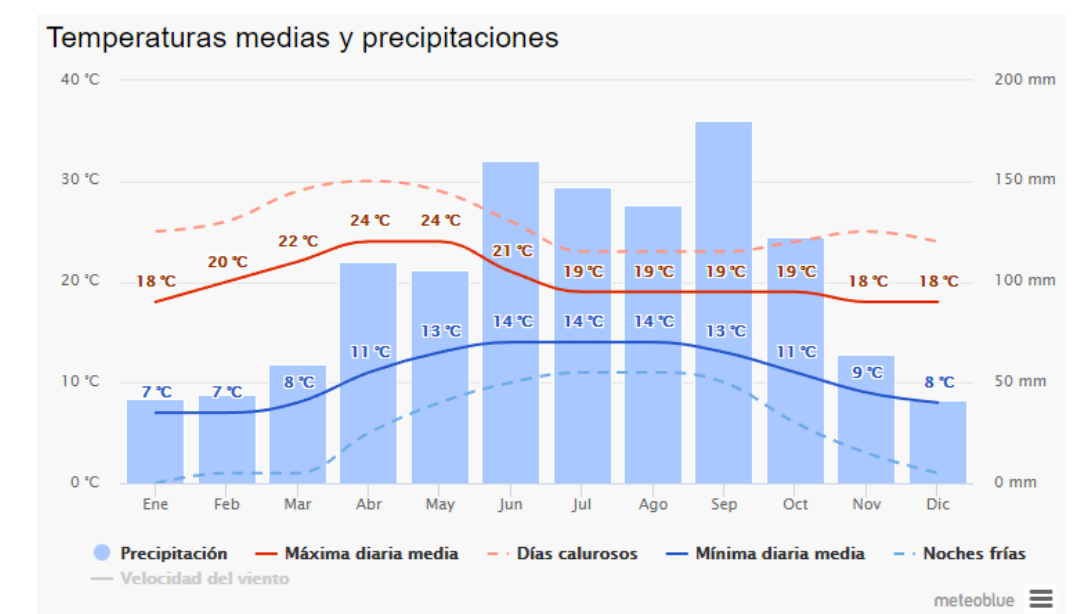 Temperaturas medias y precipitaciones
40 °C 200 mm
30 °C 150 mm
24 °C 24 °C
22 °C 21 °C
20 °C 19 °C 19 °C 19 °C 19 °C
20 °C 18 °C 18 °C 18 °C 100 mm
14 °C 14 °C 14 °C
13 °C 13 °C
11 °C 11 °C
10 °C 7 °C 7 °C 8 °C 9 °C 8 °C 50 mm
0 °C 0 mm
Ene Feb Mar Abr May Jun Jul Ago Sep Oct Nov Dic
Precipitación Máxima diaria media Días calurosos Mínima diaria media Noches frías
Velocidad del viento
meteoblue